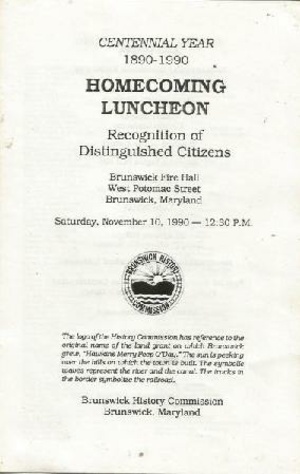 CENTENNIAL YEAR
1890-1990
HOMECOMING
LUNCHEON
Recognition of
Distinguished Citizens
Brunswick Fire Hall
West Potomac Street
Brunswick, Maryland
Saturday, November 10, 1990 — 12:30 P.M.
BRUNSWICK HISTORY
COMMISSION
The logo of the History Commission has reference to the
original name of the land grant on which Brunswick
grew, "Hawkins Merry Peep O'Day." The sun is peeking
over the hills on which the town is built. The symbolic
waves represent the river and the canal. The tracks in
the border symbolize the railroad.
Brunswick History Commission
Brunswick, Maryland